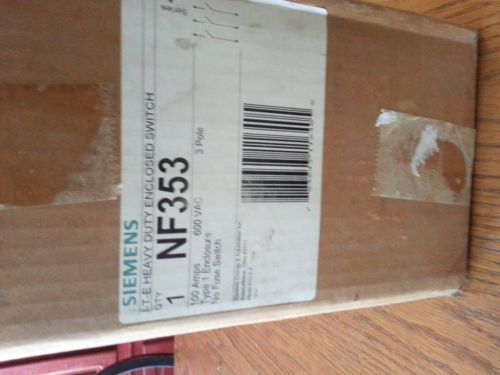 SIEMENS
LT-E HEAVY DUTY ENCLOSED SWITCH
QTY
1 NF353
100 Amps 600 VAC 3 Pole
Type 1 Enclosure
No Fuse Switch